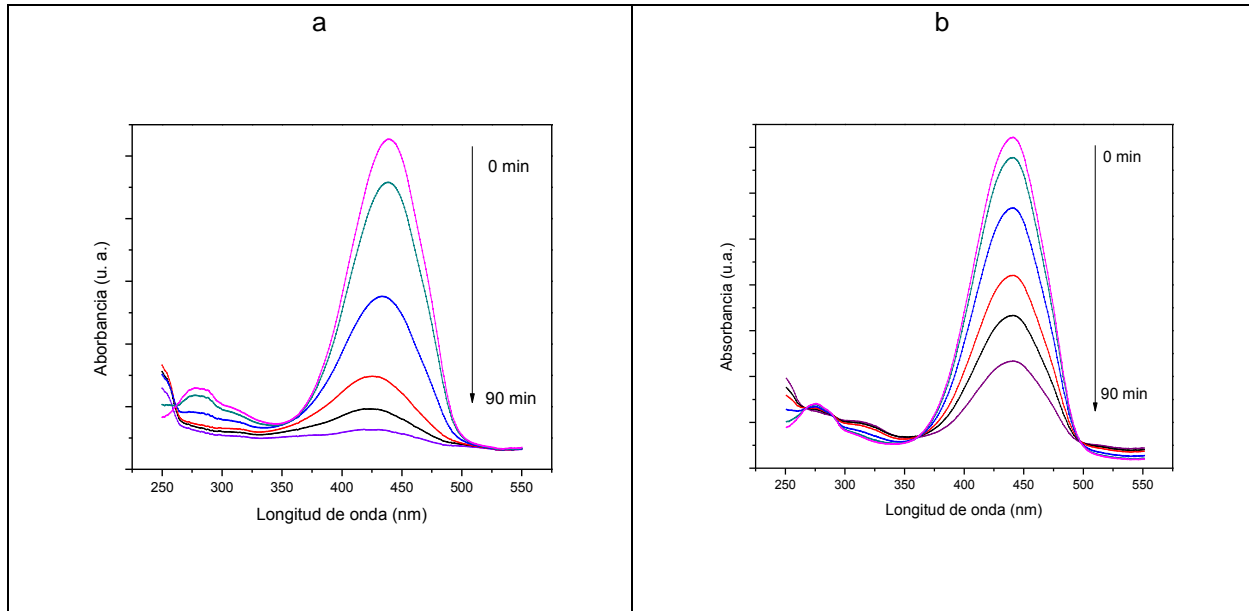 a
Aborbancia (u. a.)
0 min
90 min
250 300 350 400 450 500 550
Longitud de onda (nm)
b
Absorbancia (u.a.)
0 min
90 min
250 300 350 400 450 500 550
Longitud de onda (nm)